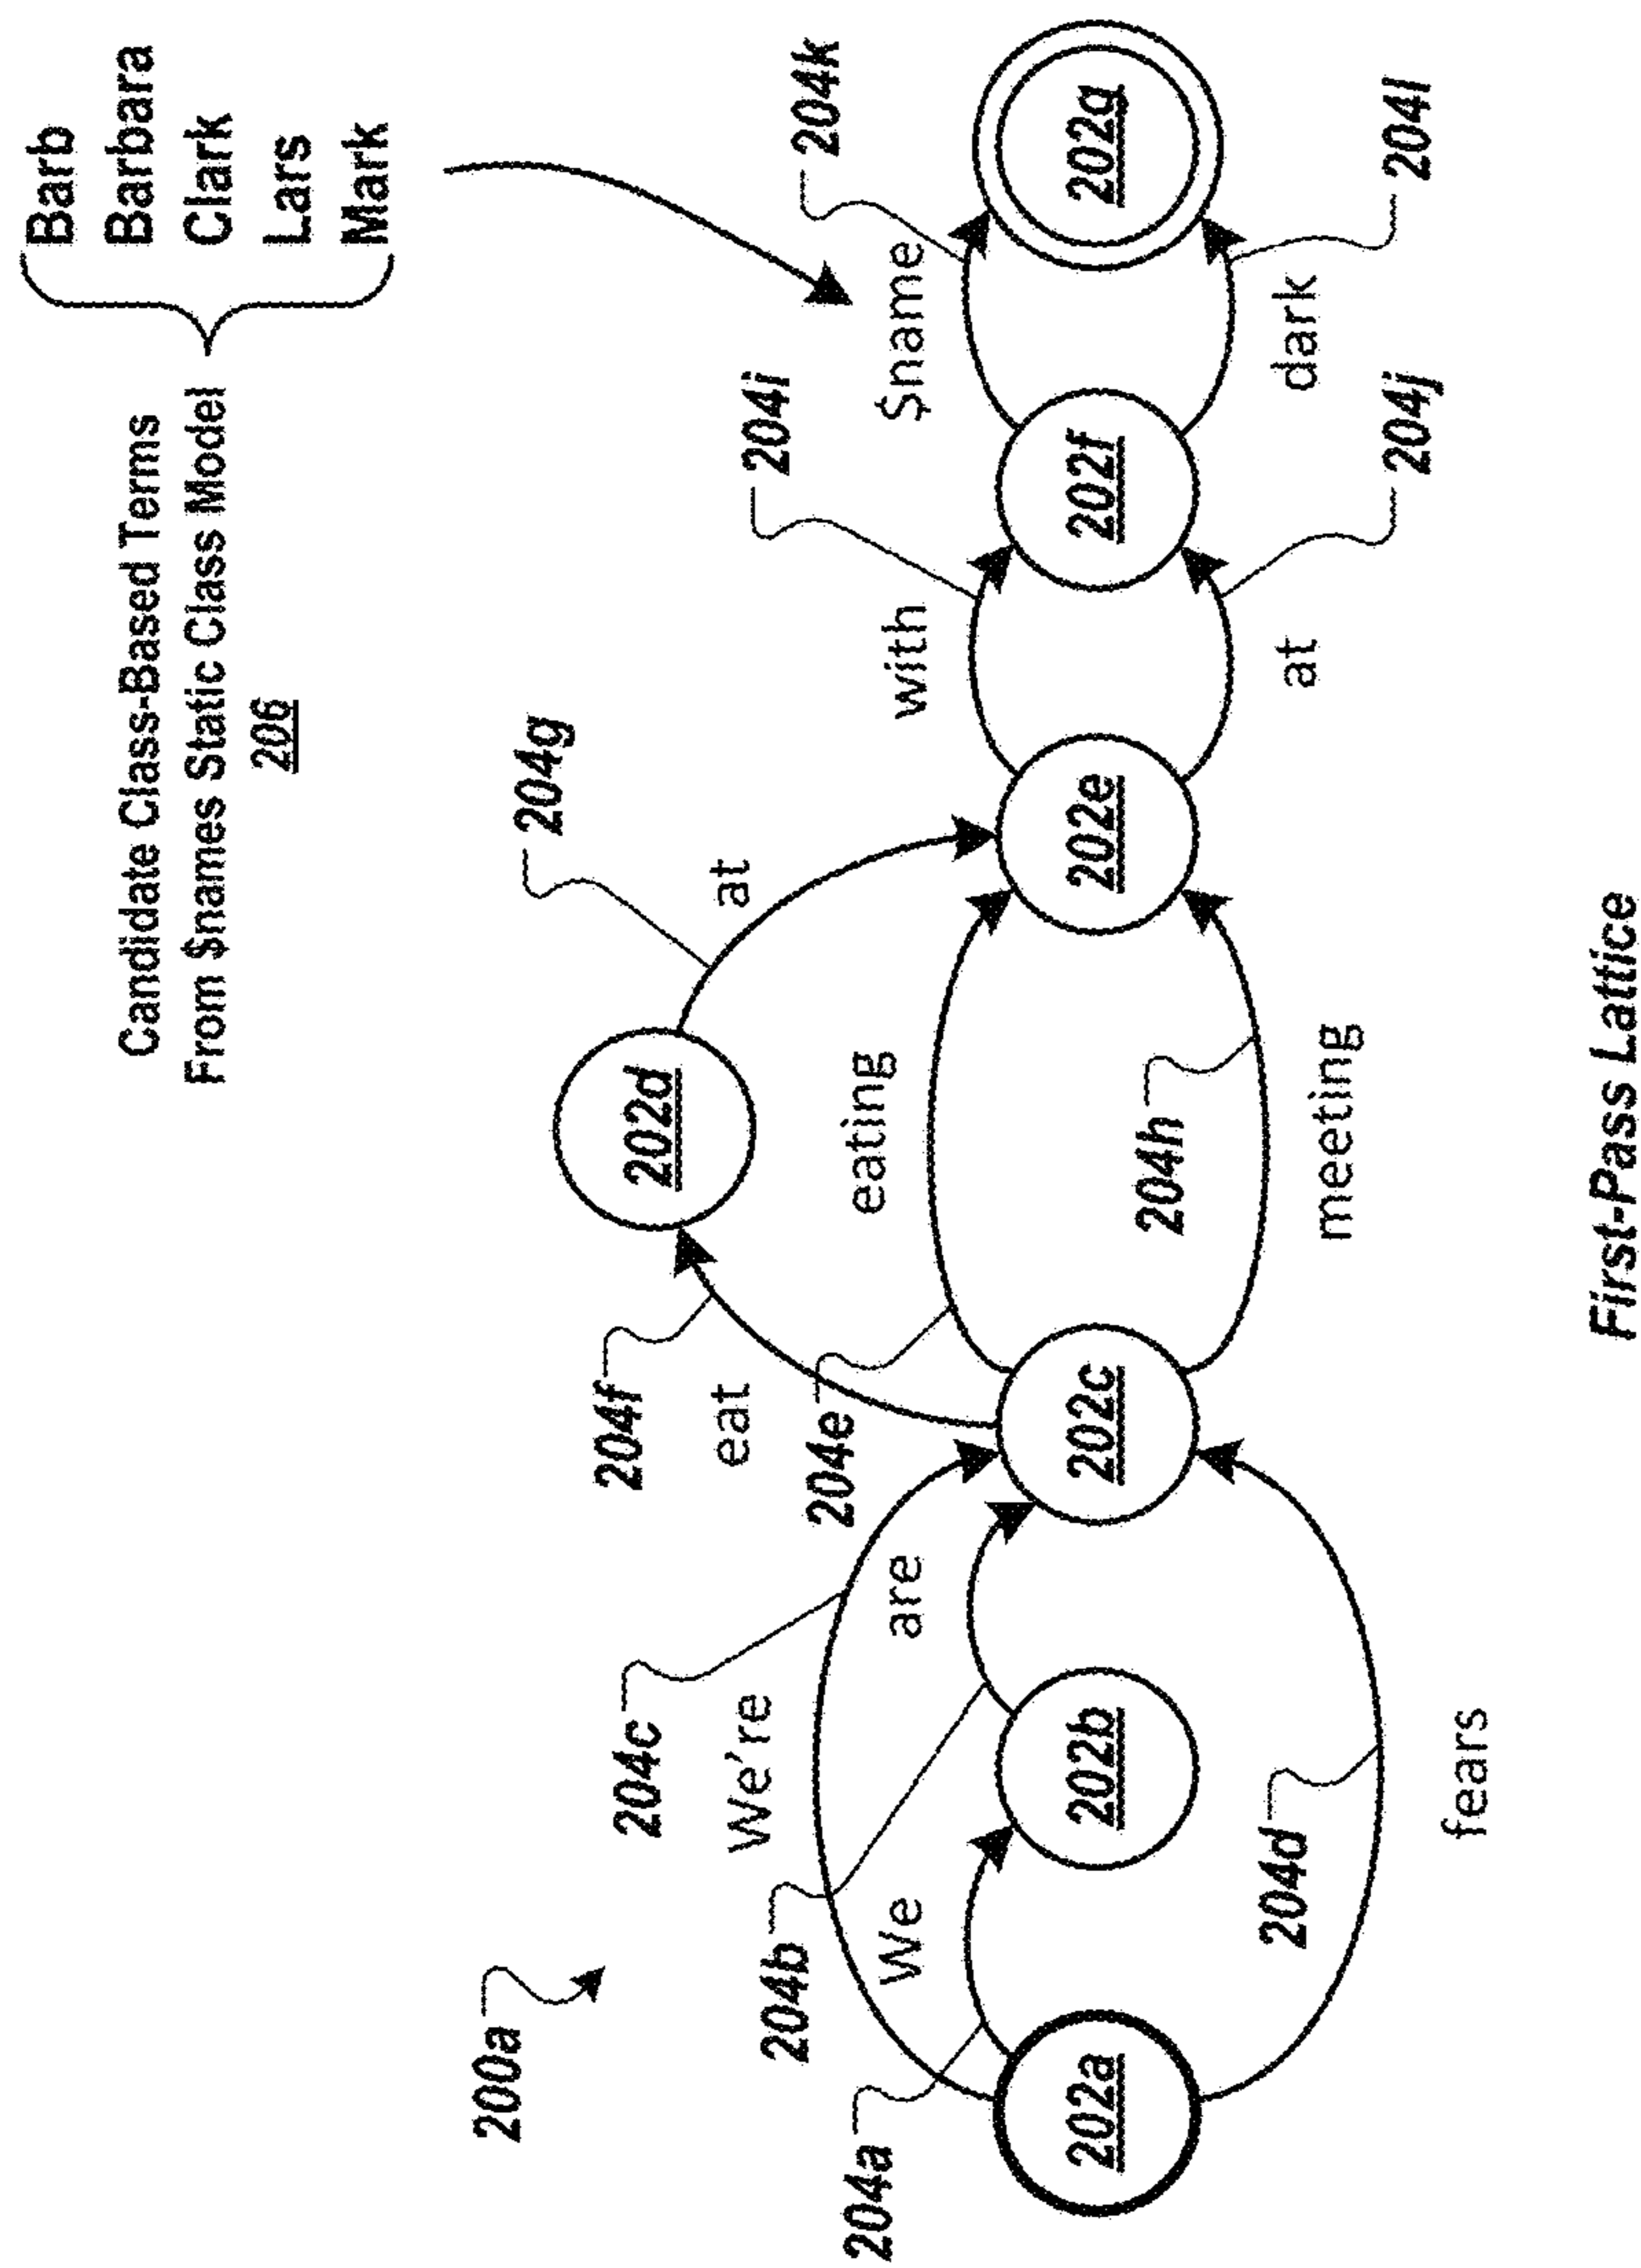 Candidate Class-Based Terms
From $names Static Class Model
206
Barb
Barbara
Clark
Lars
Mark
200a
204c
We're
204f
eat
202d
204g
at
204b
We
204a
are
204e
eating
204i
with
$name
204k
202a
202b
202c
202e
202f
202g
204d
fears
204h
meeting
at
204j
dark
204l
First-Pass Lattice